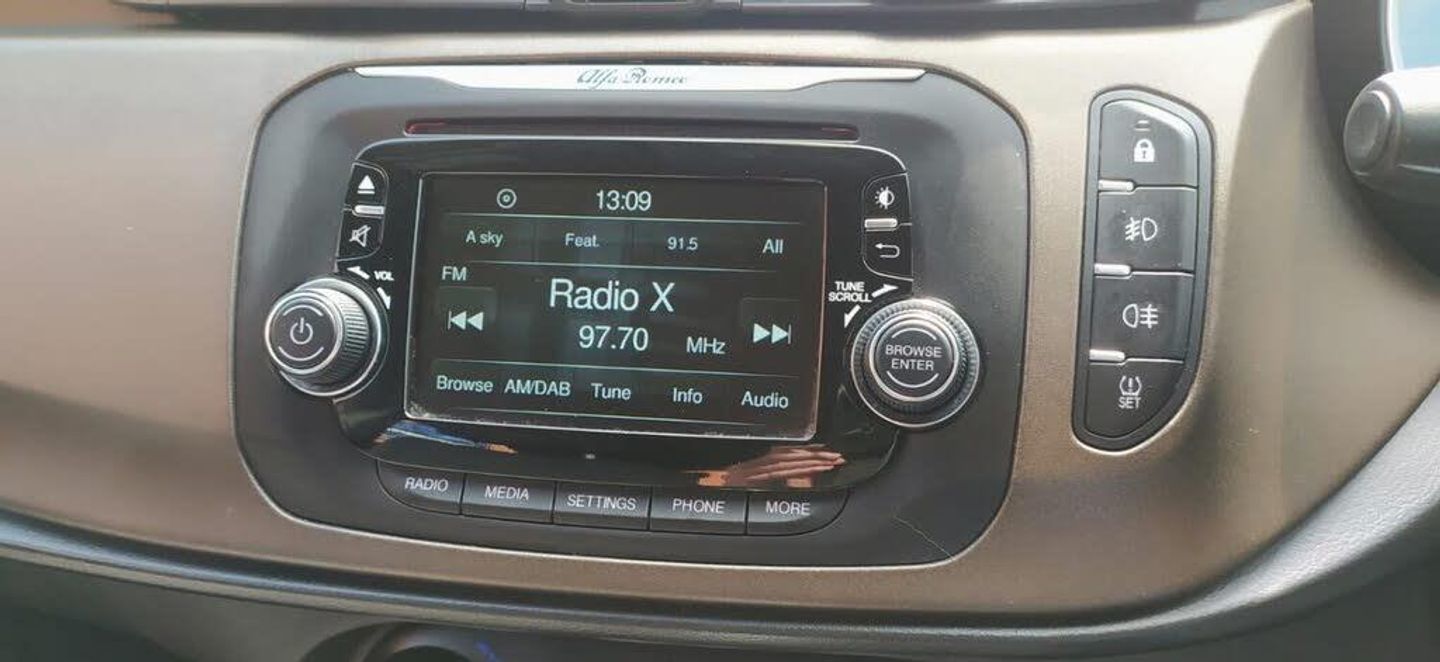 Alfa Romeo
13:09
A sky Feat. 91.5 All
FM
Radio X
97.70 MHz
Browse AM/DAB Tune Info Audio
VOL
TUNE
SCROLL
BROWSE
ENTER
RADIO MEDIA SETTINGS PHONE MORE
SET